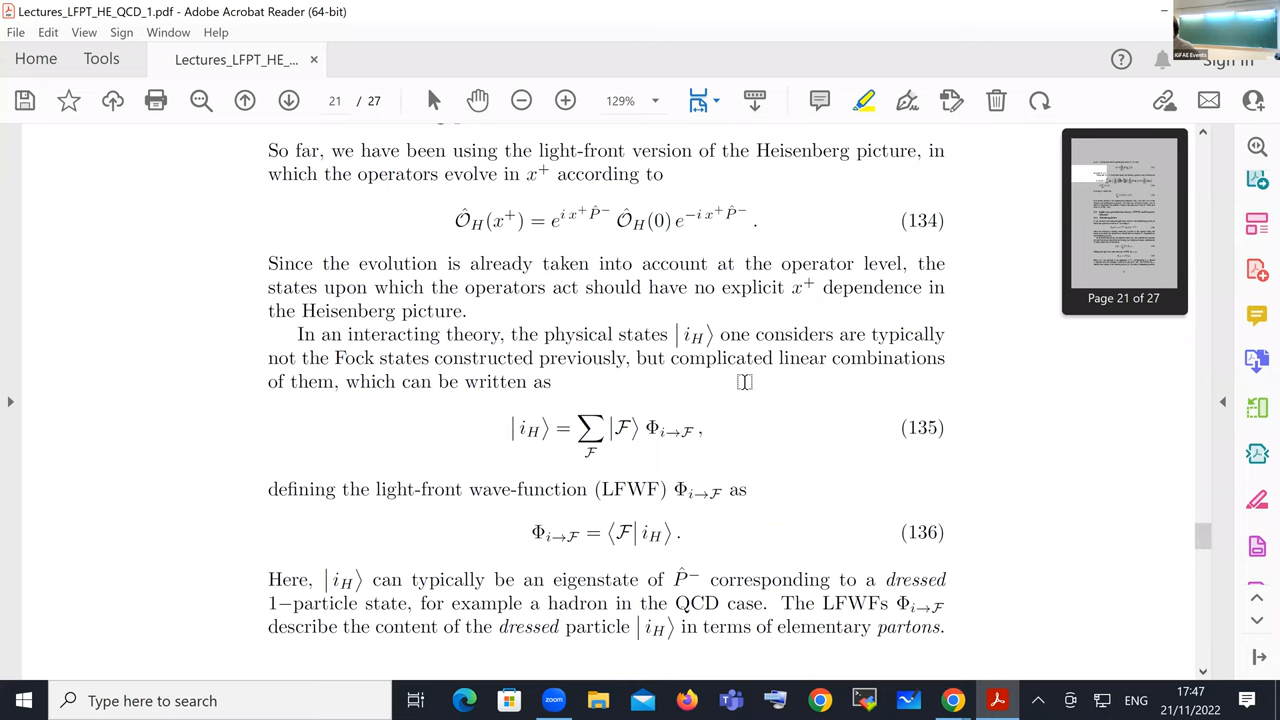 Lectures_LFPT_HE_QCD_1.pdf - Adobe Acrobat Reader (64-bit)
File Edit View Sign Window Help
Home Tools Lectures_LFPT_HE_... ×
IGFAE Events
21 / 27 129%
So far, we have been using the light-front version of the Heisenberg picture, in
which the operators evolve in x⁺ according to
Ô_H(x⁺) = e^{i x⁺ P̂⁻} Ô_H(0) e^{-i x⁺ P̂⁻} . (134)
Since the evolution is already taken into account at the operator level, the
states upon which the operators act should have no explicit x⁺ dependence in
the Heisenberg picture.
In an interacting theory, the physical states |i_H⟩ one considers are typically
not the Fock states constructed previously, but complicated linear combinations
of them, which can be written as
|i_H⟩ = ∑_ℱ |ℱ⟩ Φ_{i→ℱ} , (135)
defining the light-front wave-function (LFWF) Φ_{i→ℱ} as
Φ_{i→ℱ} = ⟨ℱ|i_H⟩ . (136)
Here, |i_H⟩ can typically be an eigenstate of P̂⁻ corresponding to a dressed
1−particle state, for example a hadron in the QCD case. The LFWFs Φ_{i→ℱ}
describe the content of the dressed particle |i_H⟩ in terms of elementary partons.
Page 21 of 27
Type here to search
zoom
ENG
17:47
21/11/2022